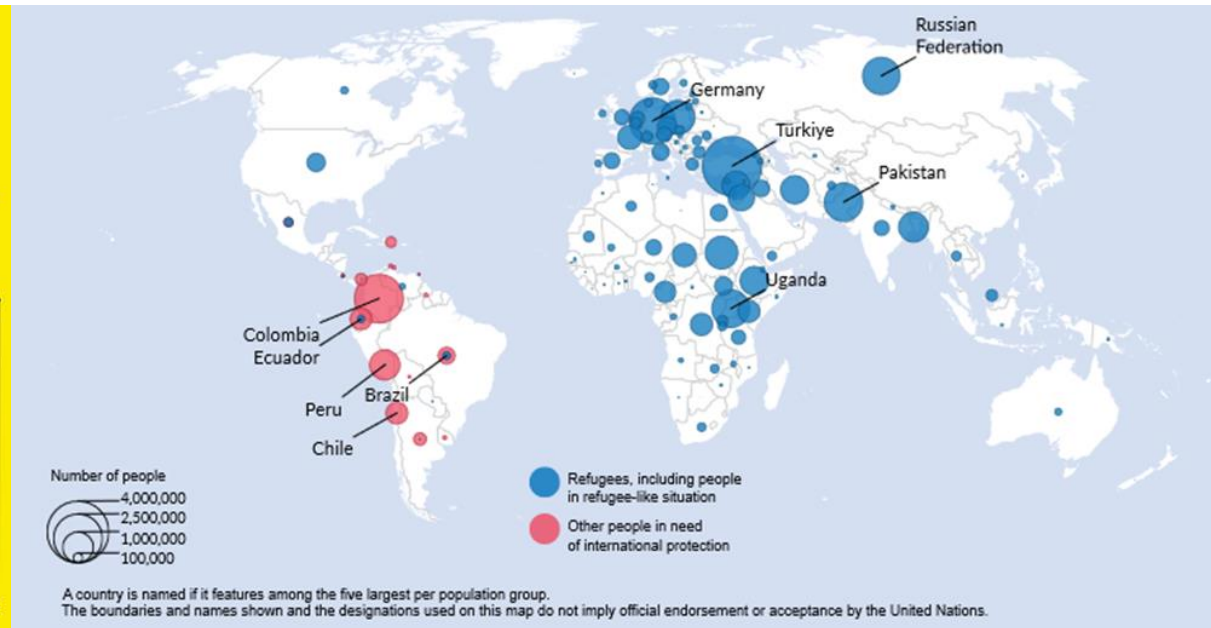 Russian
Federation
Germany
Türkiye
Pakistan
Uganda
Colombia
Ecuador
Peru
Brazil
Chile
Number of people
4,000,000
2,500,000
1,000,000
100,000
Refugees, including people
in refugee-like situation
Other people in need
of international protection
A country is named if it features among the five largest per population group.
The boundaries and names shown and the designations used on this map do not imply official endorsement or acceptance by the United Nations.